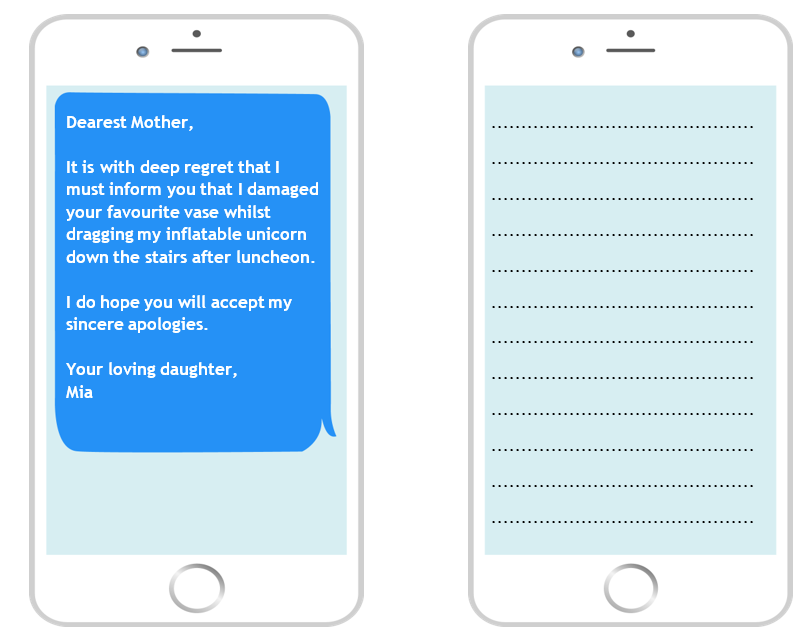 Dearest Mother,
It is with deep regret that I
must inform you that I damaged
your favourite vase whilst
dragging my inflatable unicorn
down the stairs after luncheon.
I do hope you will accept my
sincere apologies.
Your loving daughter,
Mia